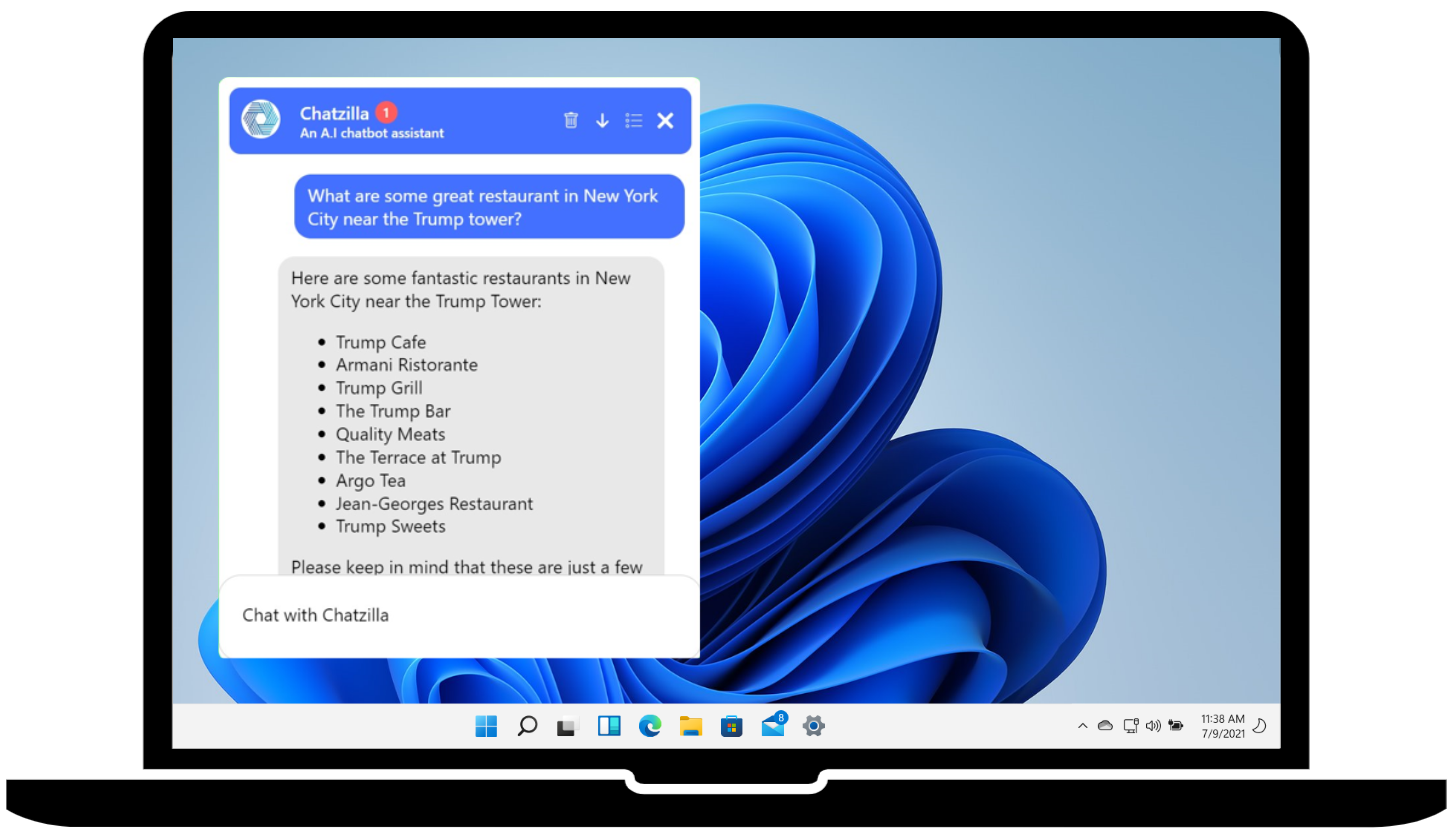 Chatzilla 1
An A.I chatbot assistant
What are some great restaurant in New York
City near the Trump tower?
Here are some fantastic restaurants in New
York City near the Trump Tower:
• Trump Cafe
• Armani Ristorante
• Trump Grill
• The Trump Bar
• Quality Meats
• The Terrace at Trump
• Argo Tea
• Jean-Georges Restaurant
• Trump Sweets
Please keep in mind that these are just a few
Chat with Chatzilla
8
11:38 AM
7/9/2021